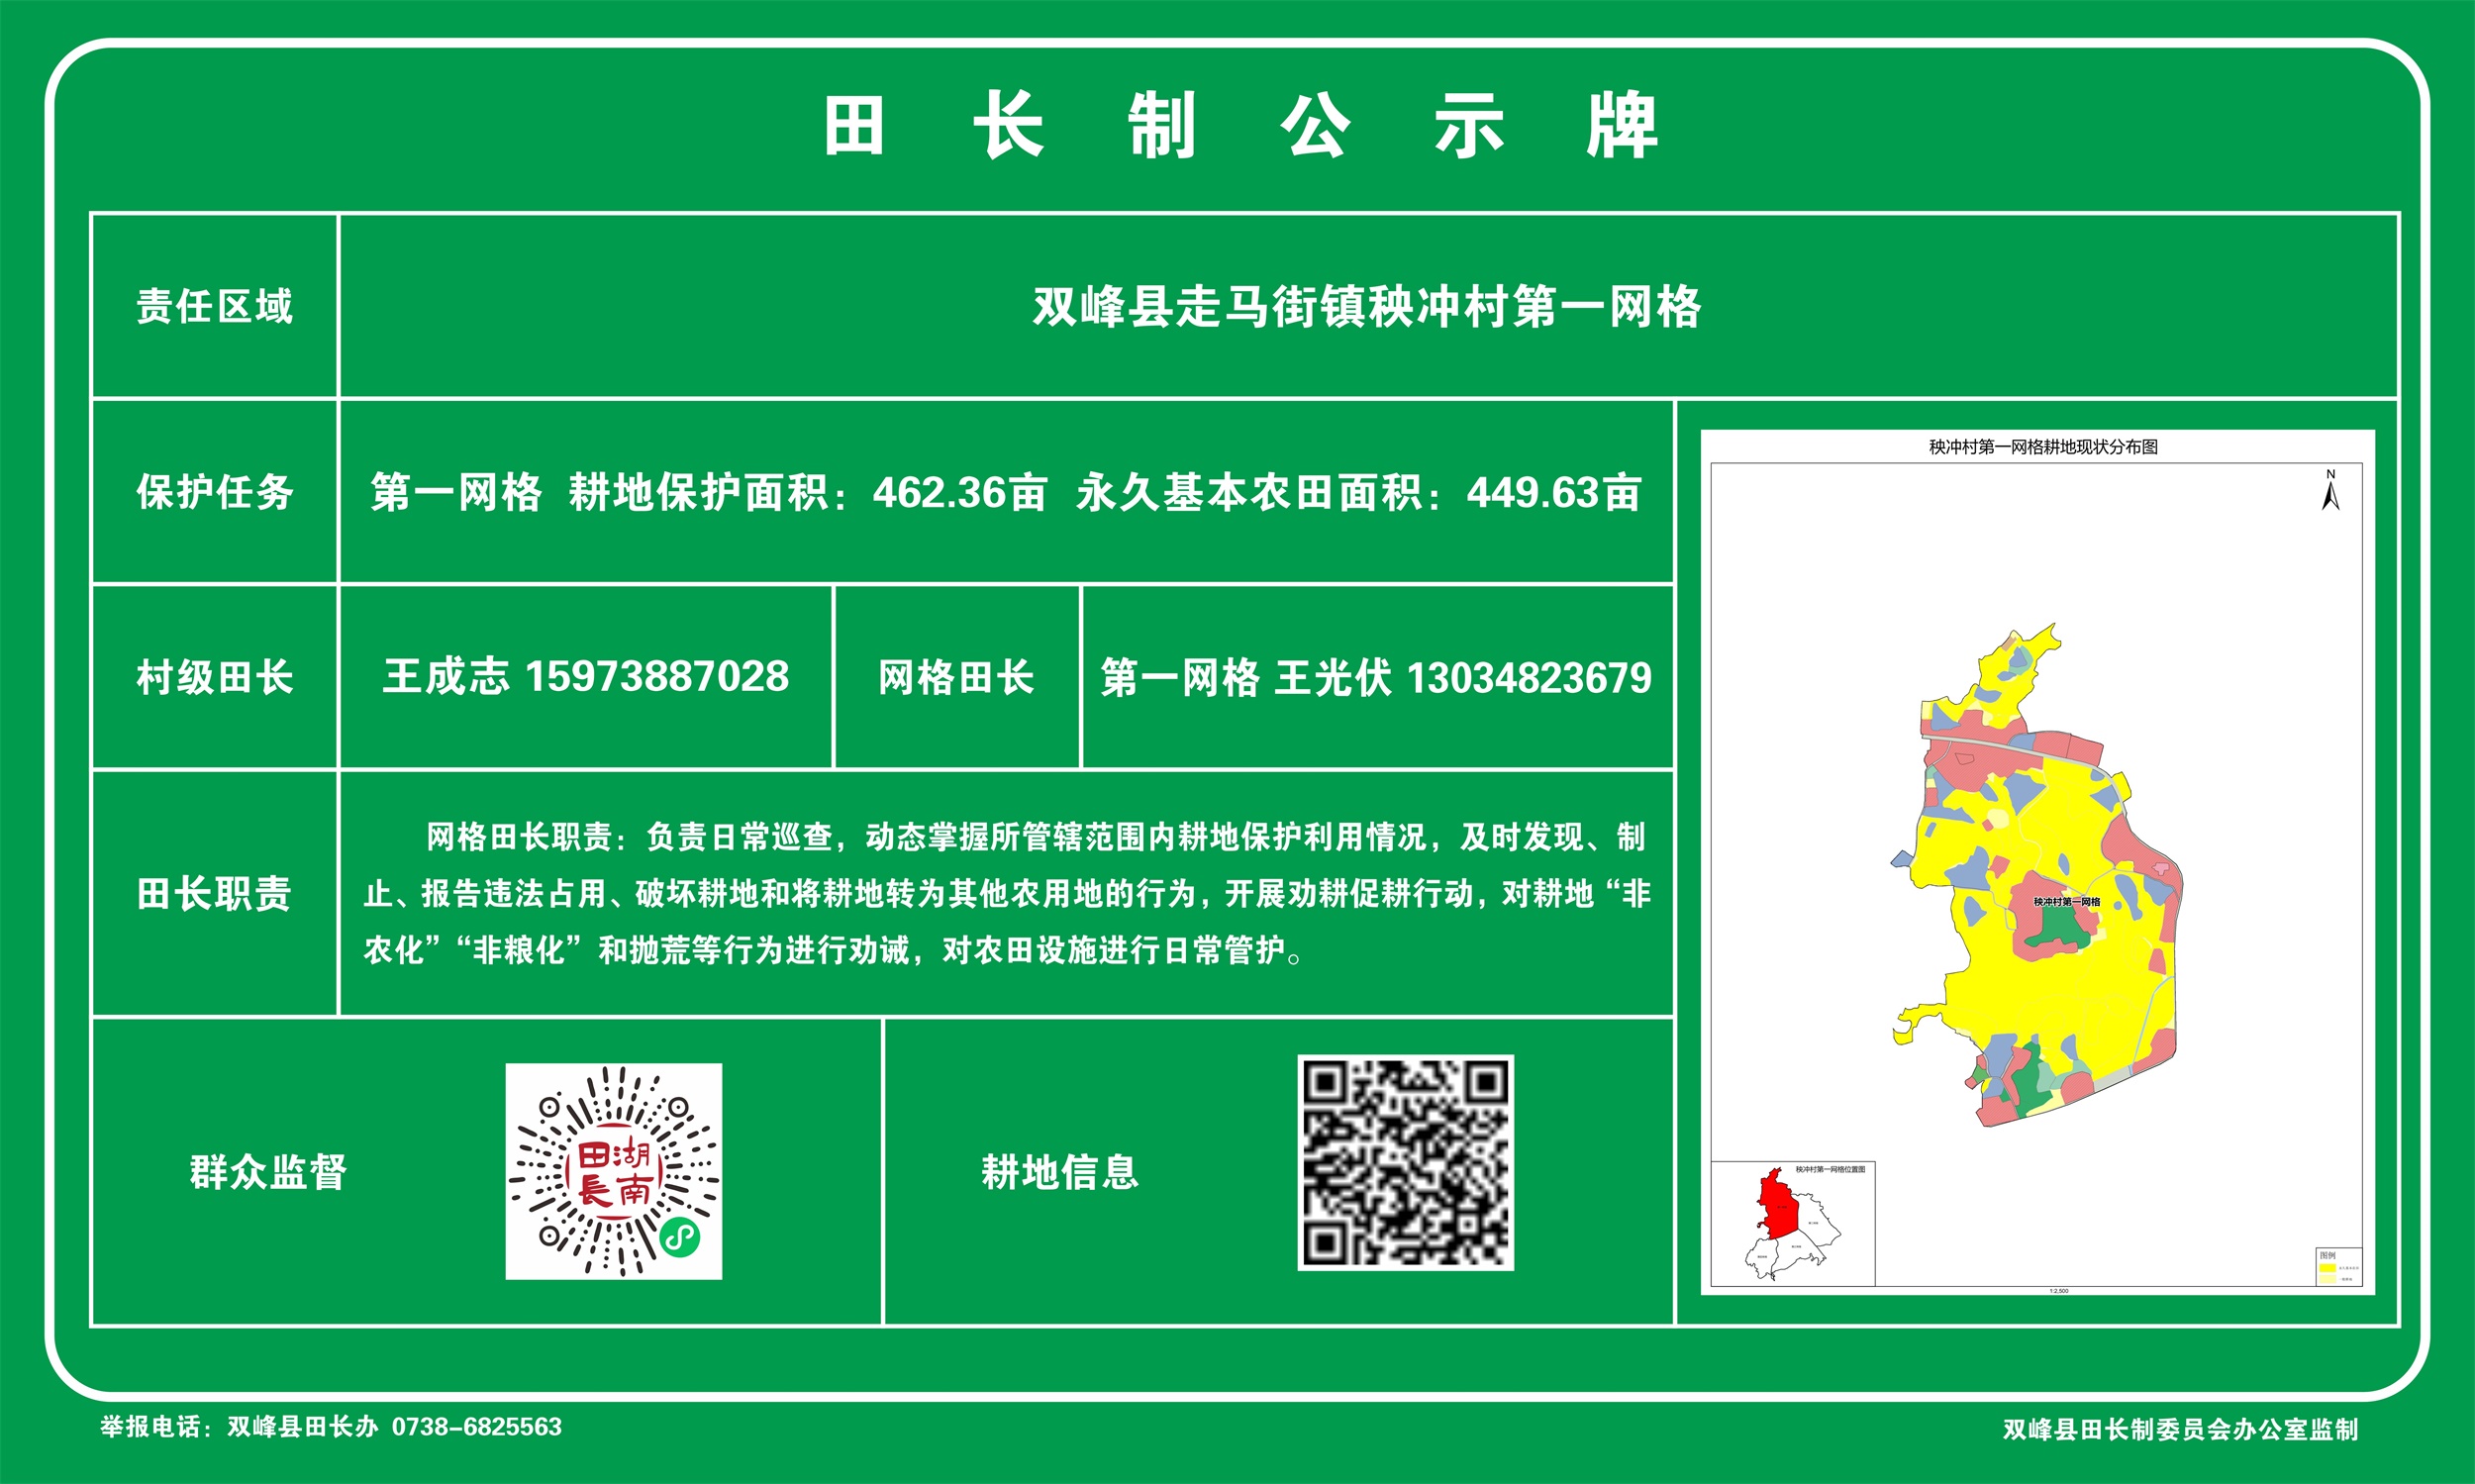 田长制公示牌
责任区域
双峰县走马街镇秧冲村第一网格
保护任务
第一网格 耕地保护面积：462.36亩 永久基本农田面积：449.63亩
村级田长
王成志 15973887028
网格田长
第一网格 王光伏 13034823679
田长职责
网格田长职责：负责日常巡查，动态掌握所管辖范围内耕地保护利用情况，及时发现、制
止、报告违法占用、破坏耕地和将耕地转为其他农用地的行为，开展劝耕促耕行动，对耕地“非
农化”“非粮化”和抛荒等行为进行劝诫，对农田设施进行日常管护。
群众监督
湖南田長
耕地信息
秧冲村第一网格耕地现状分布图
N
秧冲村第一网格
秧冲村第一网格位置图
图例
1:2,500
举报电话：双峰县田长办 0738-6825563
双峰县田长制委员会办公室监制